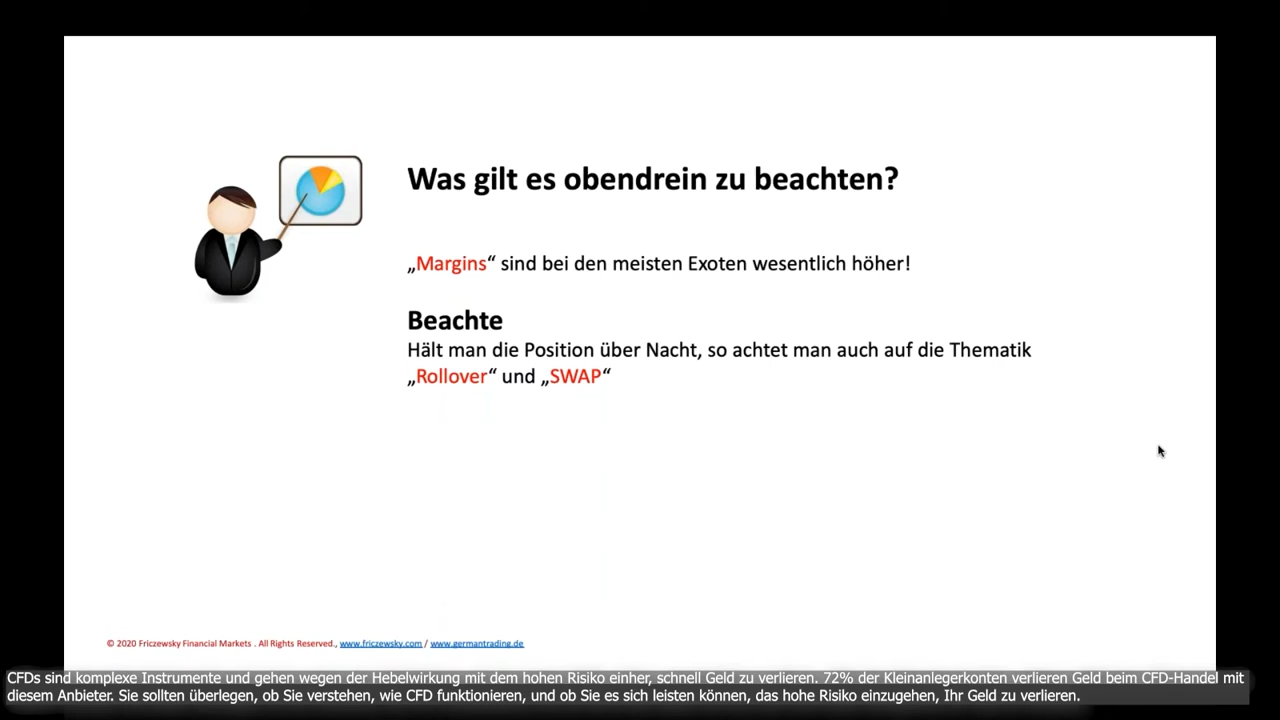 Was gilt es obendrein zu beachten?
„Margins“ sind bei den meisten Exoten wesentlich höher!
Beachte
Hält man die Position über Nacht, so achtet man auch auf die Thematik
„Rollover“ und „SWAP“
© 2020 Friczewsky Financial Markets . All Rights Reserved., www.friczewsky.com / www.germantrading.de
CFDs sind komplexe Instrumente und gehen wegen der Hebelwirkung mit dem hohen Risiko einher, schnell Geld zu verlieren. 72% der Kleinanlegerkonten verlieren Geld beim CFD-Handel mit
diesem Anbieter. Sie sollten überlegen, ob Sie verstehen, wie CFD funktionieren, und ob Sie es sich leisten können, das hohe Risiko einzugehen, Ihr Geld zu verlieren.